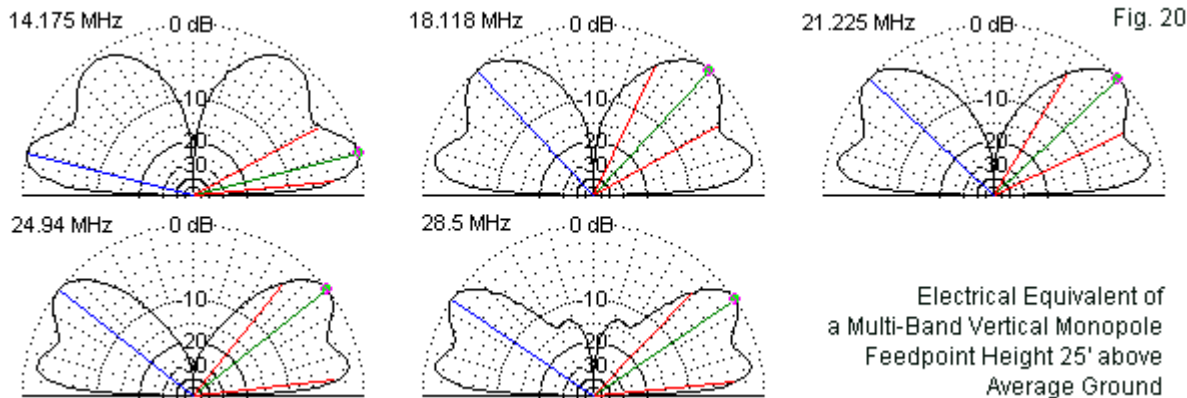 14.175 MHz
0 dB
-10
20
30
18.118 MHz
0 dB
-10
20
30
21.225 MHz
0 dB
-10
20
30
Fig. 20
24.94 MHz
0 dB
-10
20
30
28.5 MHz
0 dB
-10
20
30
Electrical Equivalent of
a Multi-Band Vertical Monopole
Feedpoint Height 25' above
Average Ground